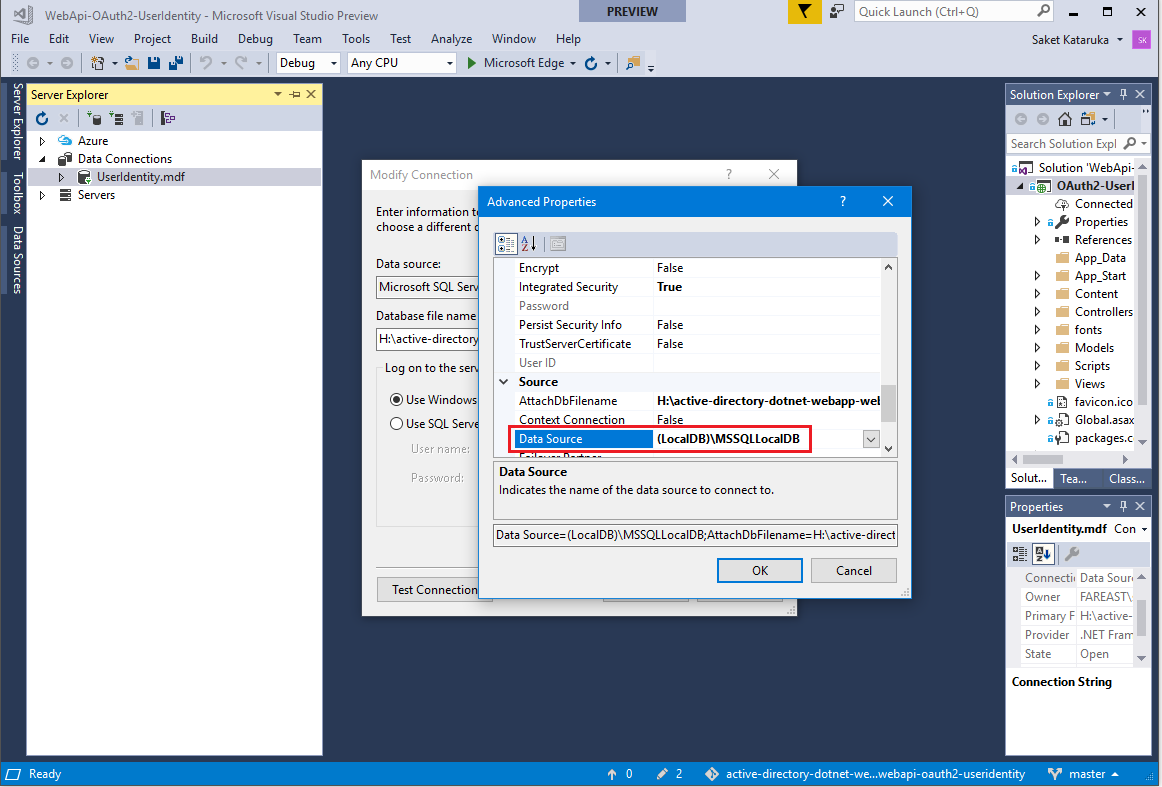 WebApi-OAuth2-UserIdentity - Microsoft Visual Studio Preview
PREVIEW
Quick Launch (Ctrl+Q)
File Edit View Project Build Debug Team Tools Test Analyze Window Help
Saket Kataruka
SK
Debug
Any CPU
Microsoft Edge
Server Explorer
Toolbox
Data Sources
Server Explorer
Azure
Data Connections
UserIdentity.mdf
Servers
Modify Connection
?
Enter information t
choose a different
Data source:
Microsoft SQL Serv
Database file name
H:\active-directory
Log on to the serv
Use Windows
Use SQL Serve
User name:
Password:
Test Connection
Advanced Properties
?
Encrypt False
Integrated Security True
Password
Persist Security Info False
TrustServerCertificate False
User ID
Source
AttachDbFilename H:\active-directory-dotnet-webapp-web
Context Connection False
Data Source (LocalDB)\MSSQLLocalDB
Failover Partner
Data Source
Indicates the name of the data source to connect to.
Data Source=(LocalDB)\MSSQLLocalDB;AttachDbFilename=H:\active-direct
OK
Cancel
Solution Explorer
Search Solution Expl
Solution 'WebApi-
OAuth2-UserI
Connected
Properties
References
App_Data
App_Start
Content
Controllers
fonts
Models
Scripts
Views
favicon.ico
Global.asax
packages.c
Solut...
Tea...
Class...
Properties
UserIdentity.mdf Con
Connectio Data Sourc
Owner FAREAST\
Primary F H:\active-
Provider .NET Fram
State Open
Connection String
Ready
0
2
active-directory-dotnet-we...webapi-oauth2-useridentity
master